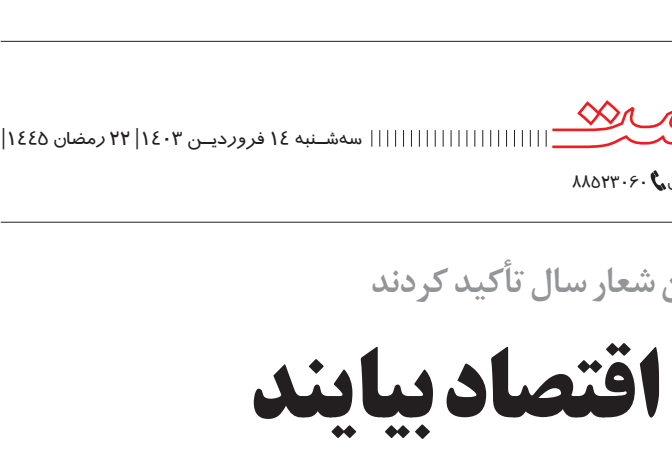 سه‌شنبه ۱۴ فروردین ۱۴۰۳| ۲۲ رمضان ۱۴۴۵|
۸۸۵۲۳۰۶۰
شعار سال تأکید کردند
اقتصاد بیایند